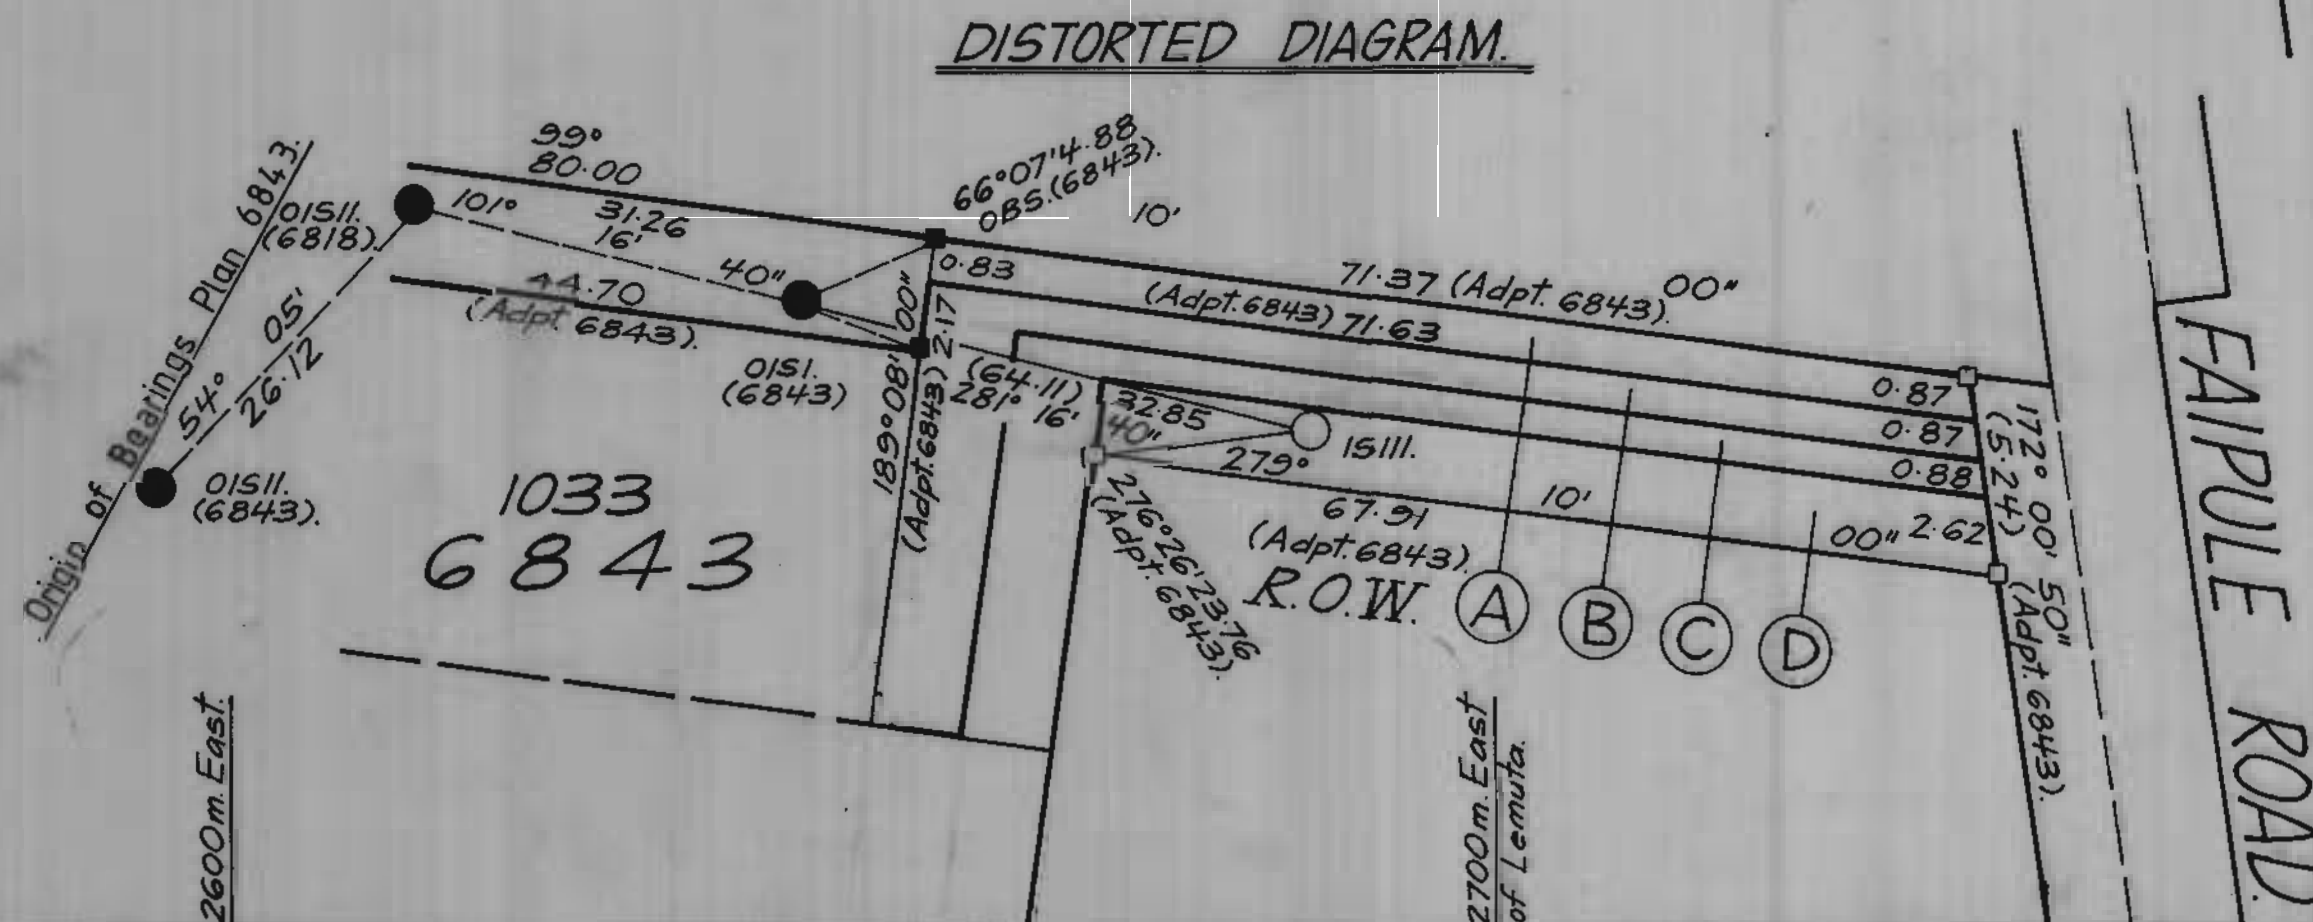 DISTORTED DIAGRAM.
99°
80.00
66°07'4.88
OBS.(6843).
10'
Origin of Bearings Plan 6843.
01S11.
(6818).
101°
31.26
16'
40"
0.83
71.37 (Adpt. 6843).
00"
(Adpt.6843) 71.63
44.70
(Adpt 6843).
54° 05'
26.12
01S1.
(6843)
189°08' 00"
(Adpt.6843) 2.17
(64.11)
281° 16'
40"
32.85
1S111.
0.87
0.87
0.88
2.62
172° 00' 50"
(5.24) (Adpt. 6843).
01S11.
(6843).
1033
6843
279°
10'
00"
67.91
(Adpt.6843).
276°26'23.76
(Adpt. 6843).
R.O.W.
A
B
C
D
FAIPULE ROAD.
2600m. East.
2700m. East
of Lemuta.